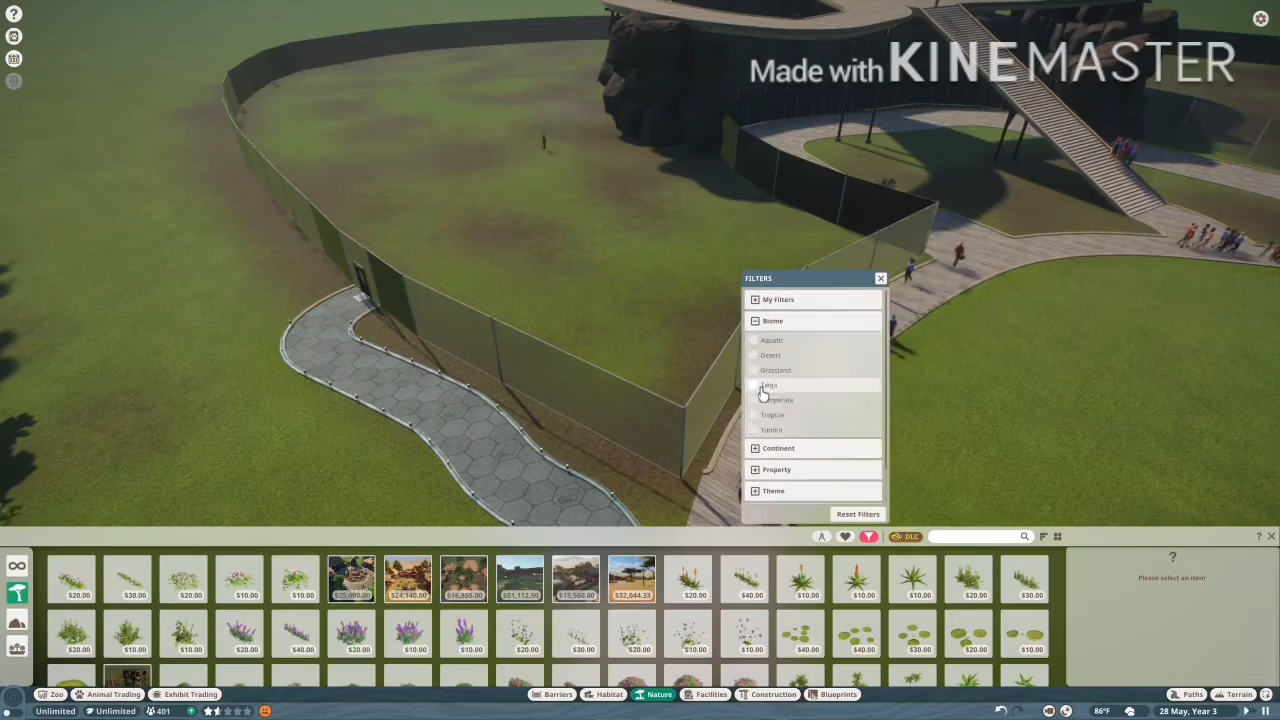 Made with KINEMASTER
FILTERS
My Filters
Biome
Aquatic
Desert
Grassland
Taiga
Temperate
Tropical
Tundra
Continent
Property
Theme
Reset Filters
DLC
?
Please select an item
$20.00 $30.00 $20.00 $10.00 $10.00 $25,090.00 $24,140.00 $16,895.00 $51,112.50 $15,560.00 $32,044.33 $20.00 $40.00 $10.00 $10.00 $10.00 $20.00 $30.00
$20.00 $10.00 $10.00 $20.00 $40.00 $10.00 $10.00 $10.00 $20.00 $30.00 $20.00 $10.00 $10.00 $40.00 $40.00 $30.00 $20.00 $10.00
Zoo Animal Trading Exhibit Trading Barriers Habitat Nature Facilities Construction Blueprints Paths Terrain
Unlimited Unlimited 401 86°F 28 May, Year 3